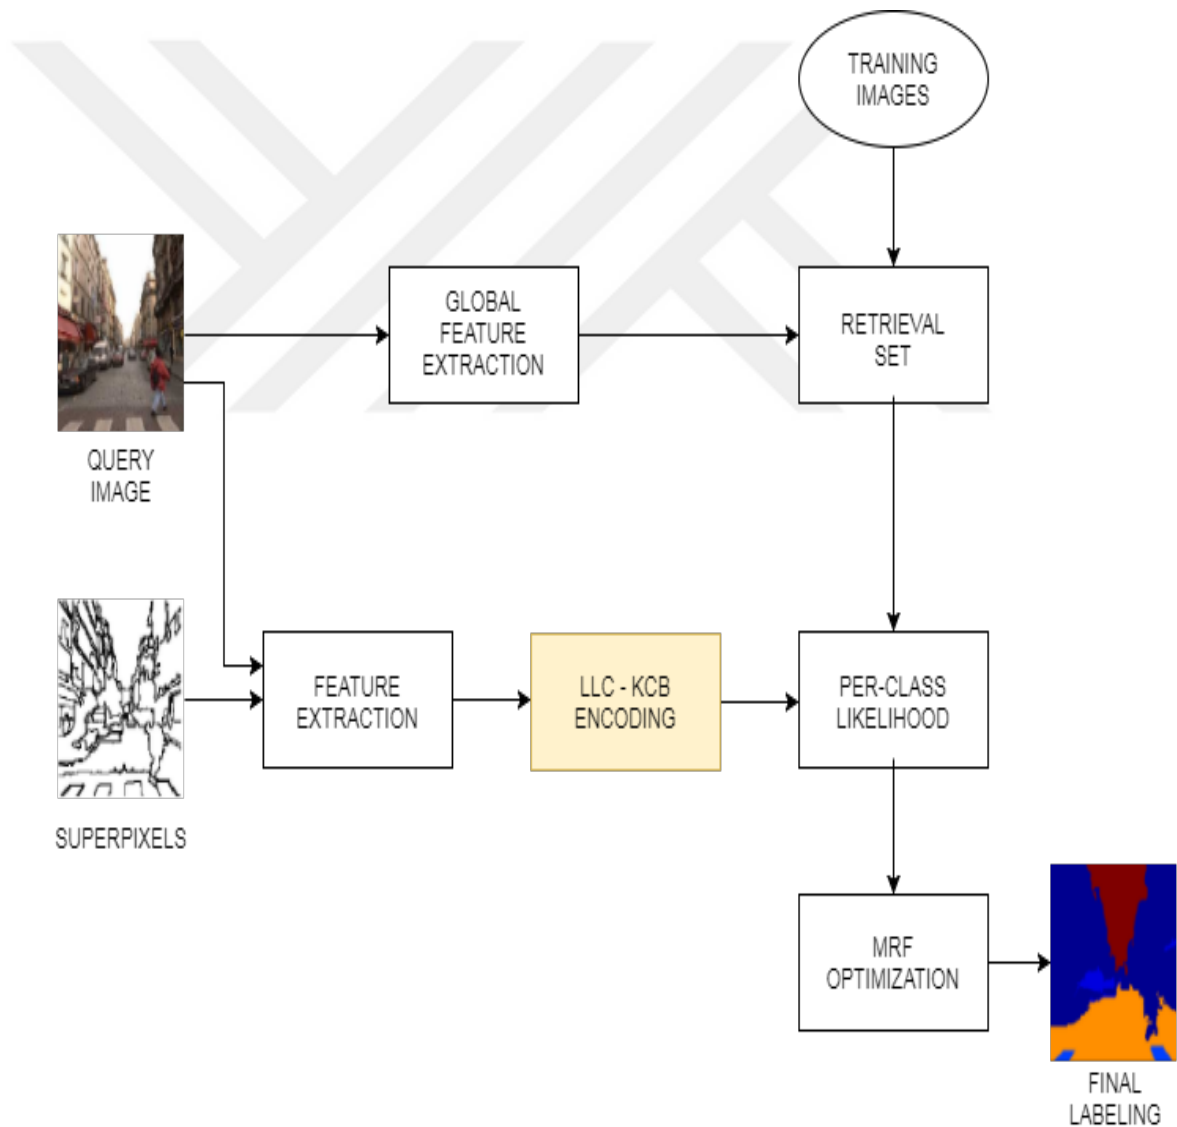 TRAINING
IMAGES
GLOBAL
FEATURE
EXTRACTION
RETRIEVAL
SET
QUERY
IMAGE
FEATURE
EXTRACTION
LLC - KCB
ENCODING
PER-CLASS
LIKELIHOOD
SUPERPIXELS
MRF
OPTIMIZATION
FINAL
LABELING